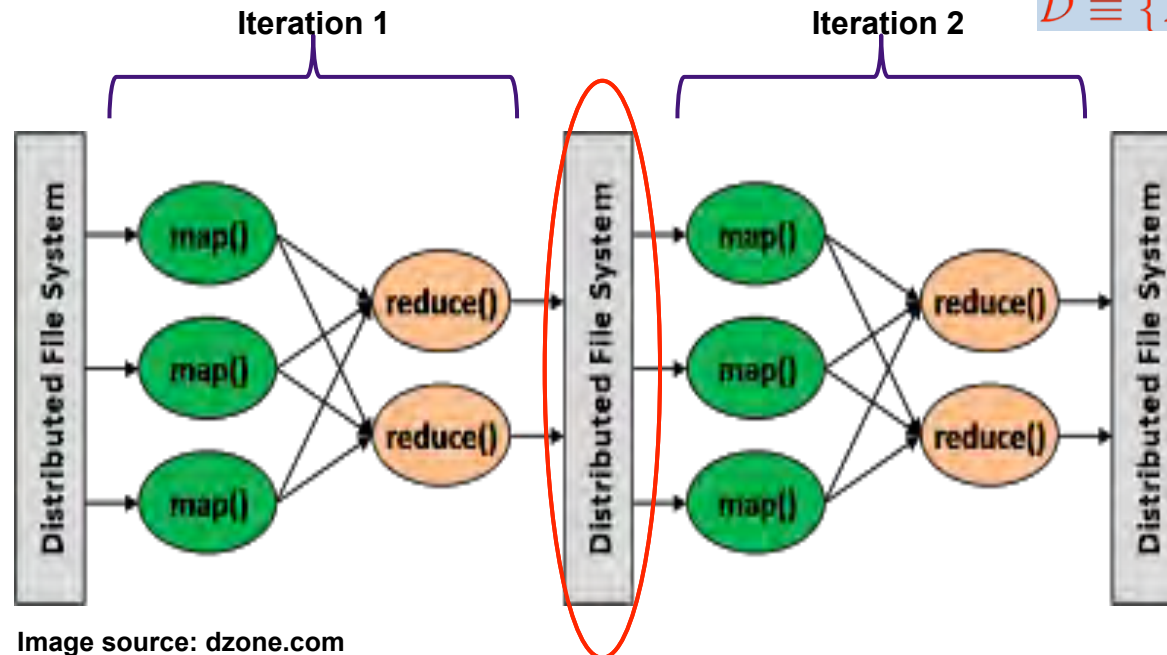 Iteration 1
Iteration 2
D ≡ {
Distributed File System
map()
map()
map()
reduce()
reduce()
Distributed File System
map()
map()
map()
reduce()
reduce()
Distributed File System
Image source: dzone.com